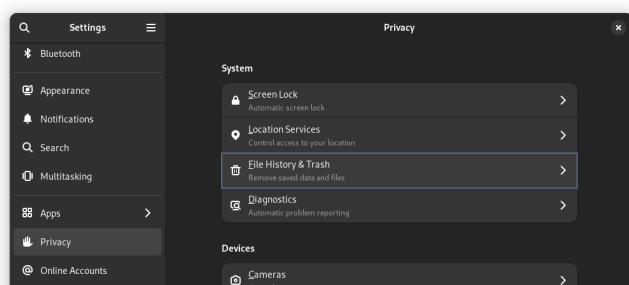 Settings
Privacy
Bluetooth
Appearance
Notifications
Search
Multitasking
Apps
Privacy
Online Accounts
System
Screen Lock
Automatic screen lock
Location Services
Control access to your location
File History & Trash
Remove saved data and files
Diagnostics
Automatic problem reporting
Devices
Cameras